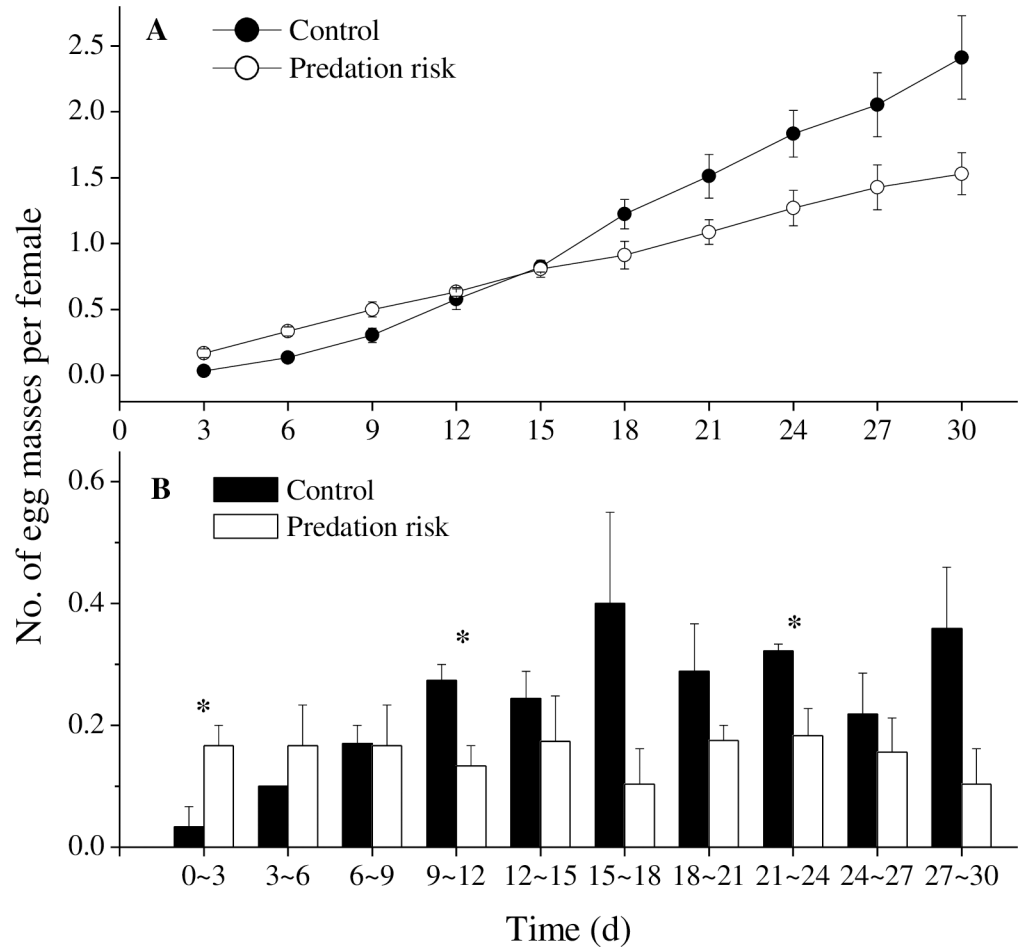 A
Control
Predation risk
2.5
2.0
1.5
1.0
0.5
0.0
0 3 6 9 12 15 18 21 24 27 30
No. of egg masses per female
B
Control
Predation risk
0.6
0.4
0.2
0.0
*
*
*
0~3 3~6 6~9 9~12 12~15 15~18 18~21 21~24 24~27 27~30
Time (d)